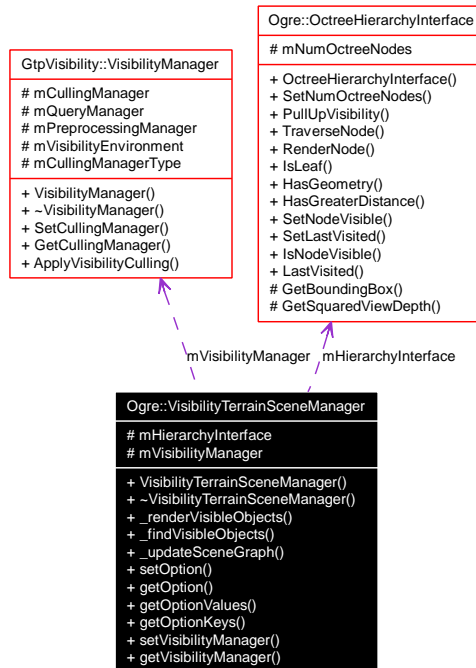 Ogre::OctreeHierarchyInterface
# mNumOctreeNodes
+ OctreeHierarchyInterface()
+ SetNumOctreeNodes()
+ PullUpVisibility()
+ TraverseNode()
+ RenderNode()
+ IsLeaf()
+ HasGeometry()
+ HasGreaterDistance()
+ SetNodeVisible()
+ SetLastVisited()
+ IsNodeVisible()
+ LastVisited()
# GetBoundingBox()
# GetSquaredViewDepth()
GtpVisibility::VisibilityManager
# mCullingManager
# mQueryManager
# mPreprocessingManager
# mVisibilityEnvironment
# mCullingManagerType
+ VisibilityManager()
+ ~VisibilityManager()
+ SetCullingManager()
+ GetCullingManager()
+ ApplyVisibilityCulling()
mVisibilityManager
mHierarchyInterface
Ogre::VisibilityTerrainSceneManager
# mHierarchyInterface
# mVisibilityManager
+ VisibilityTerrainSceneManager()
+ ~VisibilityTerrainSceneManager()
+ _renderVisibleObjects()
+ _findVisibleObjects()
+ _updateSceneGraph()
+ setOption()
+ getOption()
+ getOptionValues()
+ getOptionKeys()
+ setVisibilityManager()
+ getVisibilityManager()